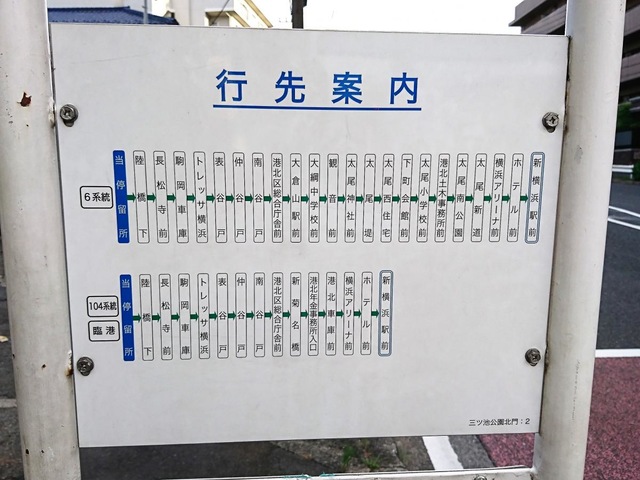 行先案内
6系統
当停留所
陸橋下
長松寺前
駒岡車庫
トレッサ横浜
表谷戸
仲谷戸
南谷戸
港北区総合庁舎前
大倉山駅前
大綱中学校前
観音前
太尾神社前
太尾堤
太尾西住宅
下町会館前
太尾小学校前
港北土木事務所前
太尾南公園
太尾新道
横浜アリーナ前
ホテル前
新横浜駅前
104系統
臨港
当停留所
陸橋下
長松寺前
駒岡車庫
トレッサ横浜
表谷戸
仲谷戸
南谷戸
港北区総合庁舎前
新菊名橋
港北年金事務所入口
港北車庫前
横浜アリーナ前
ホテル前
新横浜駅前
三ツ池公園北門:2